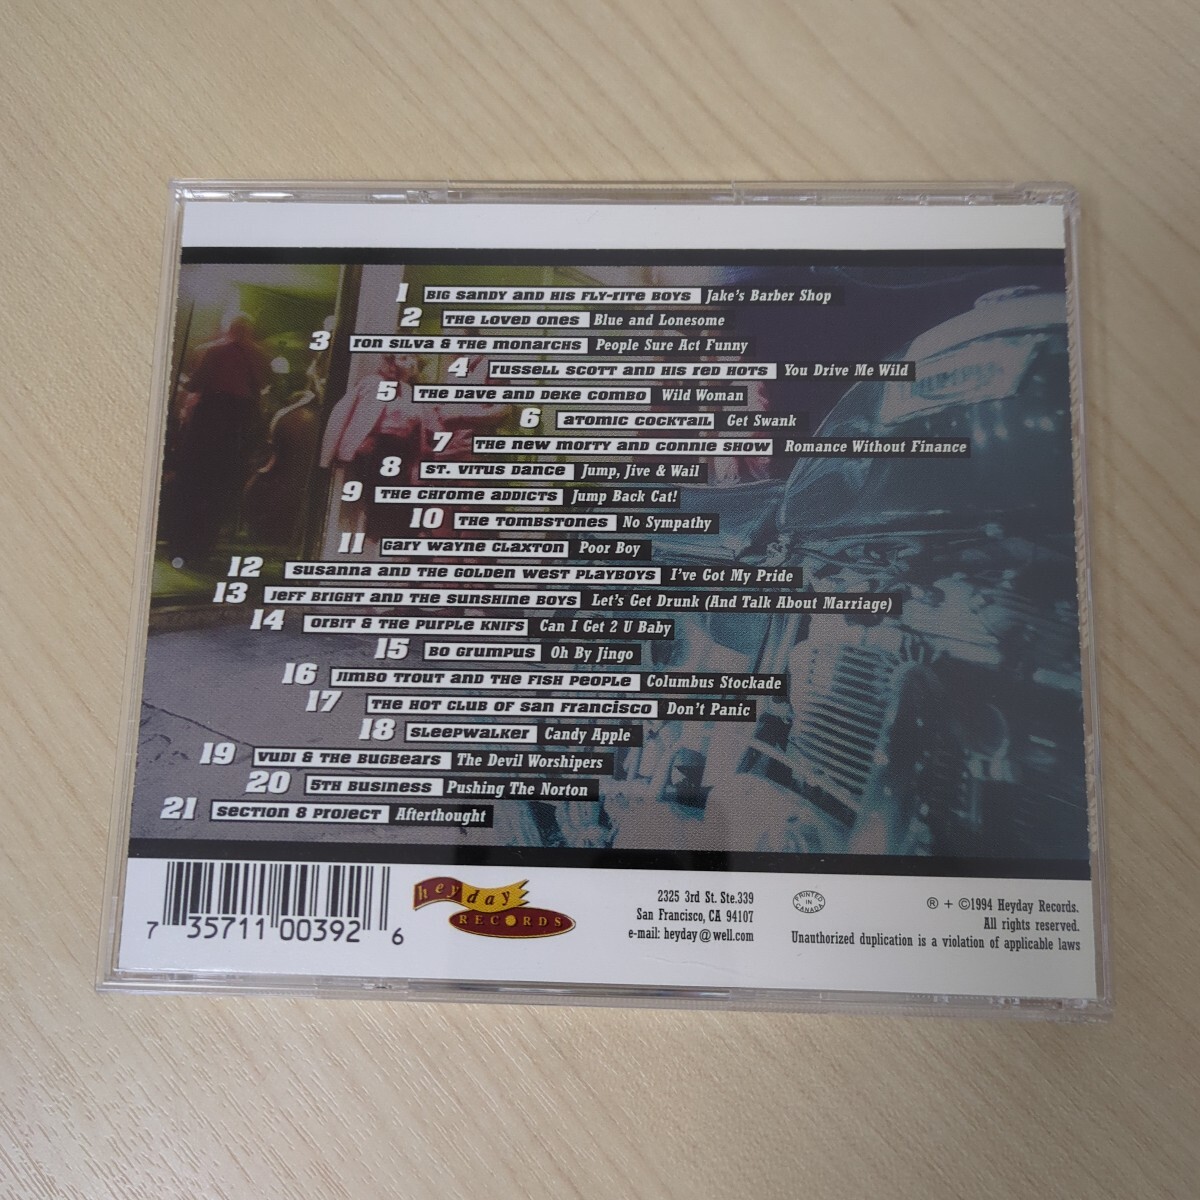 1 BIG SANDY AND HIS FLY-RITE BOYS Jake's Barber Shop
2 THE LOVED ONES Blue and Lonesome
3 RON SILVA & THE MONARCHS People Sure Act Funny
4 RUSSELL SCOTT AND HIS RED HOTS You Drive Me Wild
5 THE DAVE AND DEKE COMBO Wild Woman
6 ATOMIC COCKTAIL Get Swank
7 THE NEW MORTY AND CONNIE SHOW Romance Without Finance
8 ST. VITUS DANCE Jump, Jive & Wail
9 THE CHROME ADDICTS Jump Back Cat!
10 THE TOMBSTONES No Sympathy
11 GARY WAYNE CLAXTON Poor Boy
12 SUSANNA AND THE GOLDEN WEST PLAYBOYS I've Got My Pride
13 JEFF BRIGHT AND THE SUNSHINE BOYS Let's Get Drunk (And Talk About Marriage)
14 ORBIT & THE PURPLE KNIFS Can I Get 2 U Baby
15 BO GRUMPUS Oh By Jingo
16 JIMBO TROUT AND THE FISH PEOPLE Columbus Stockade
17 THE HOT CLUB OF SAN FRANCISCO Don't Panic
18 SLEEPWALKER Candy Apple
19 VUDI & THE BUGBEARS The Devil Worshipers
20 5TH BUSINESS Pushing The Norton
21 SECTION 8 PROJECT Afterthought
7 35711 00392 6
heyday
RECORDS
2325 3rd St. Ste.339
San Francisco, CA 94107
e-mail: heyday@well.com
PRINTED
IN
CANADA
® + ©1994 Heyday Records.
All rights reserved.
Unauthorized duplication is a violation of applicable laws